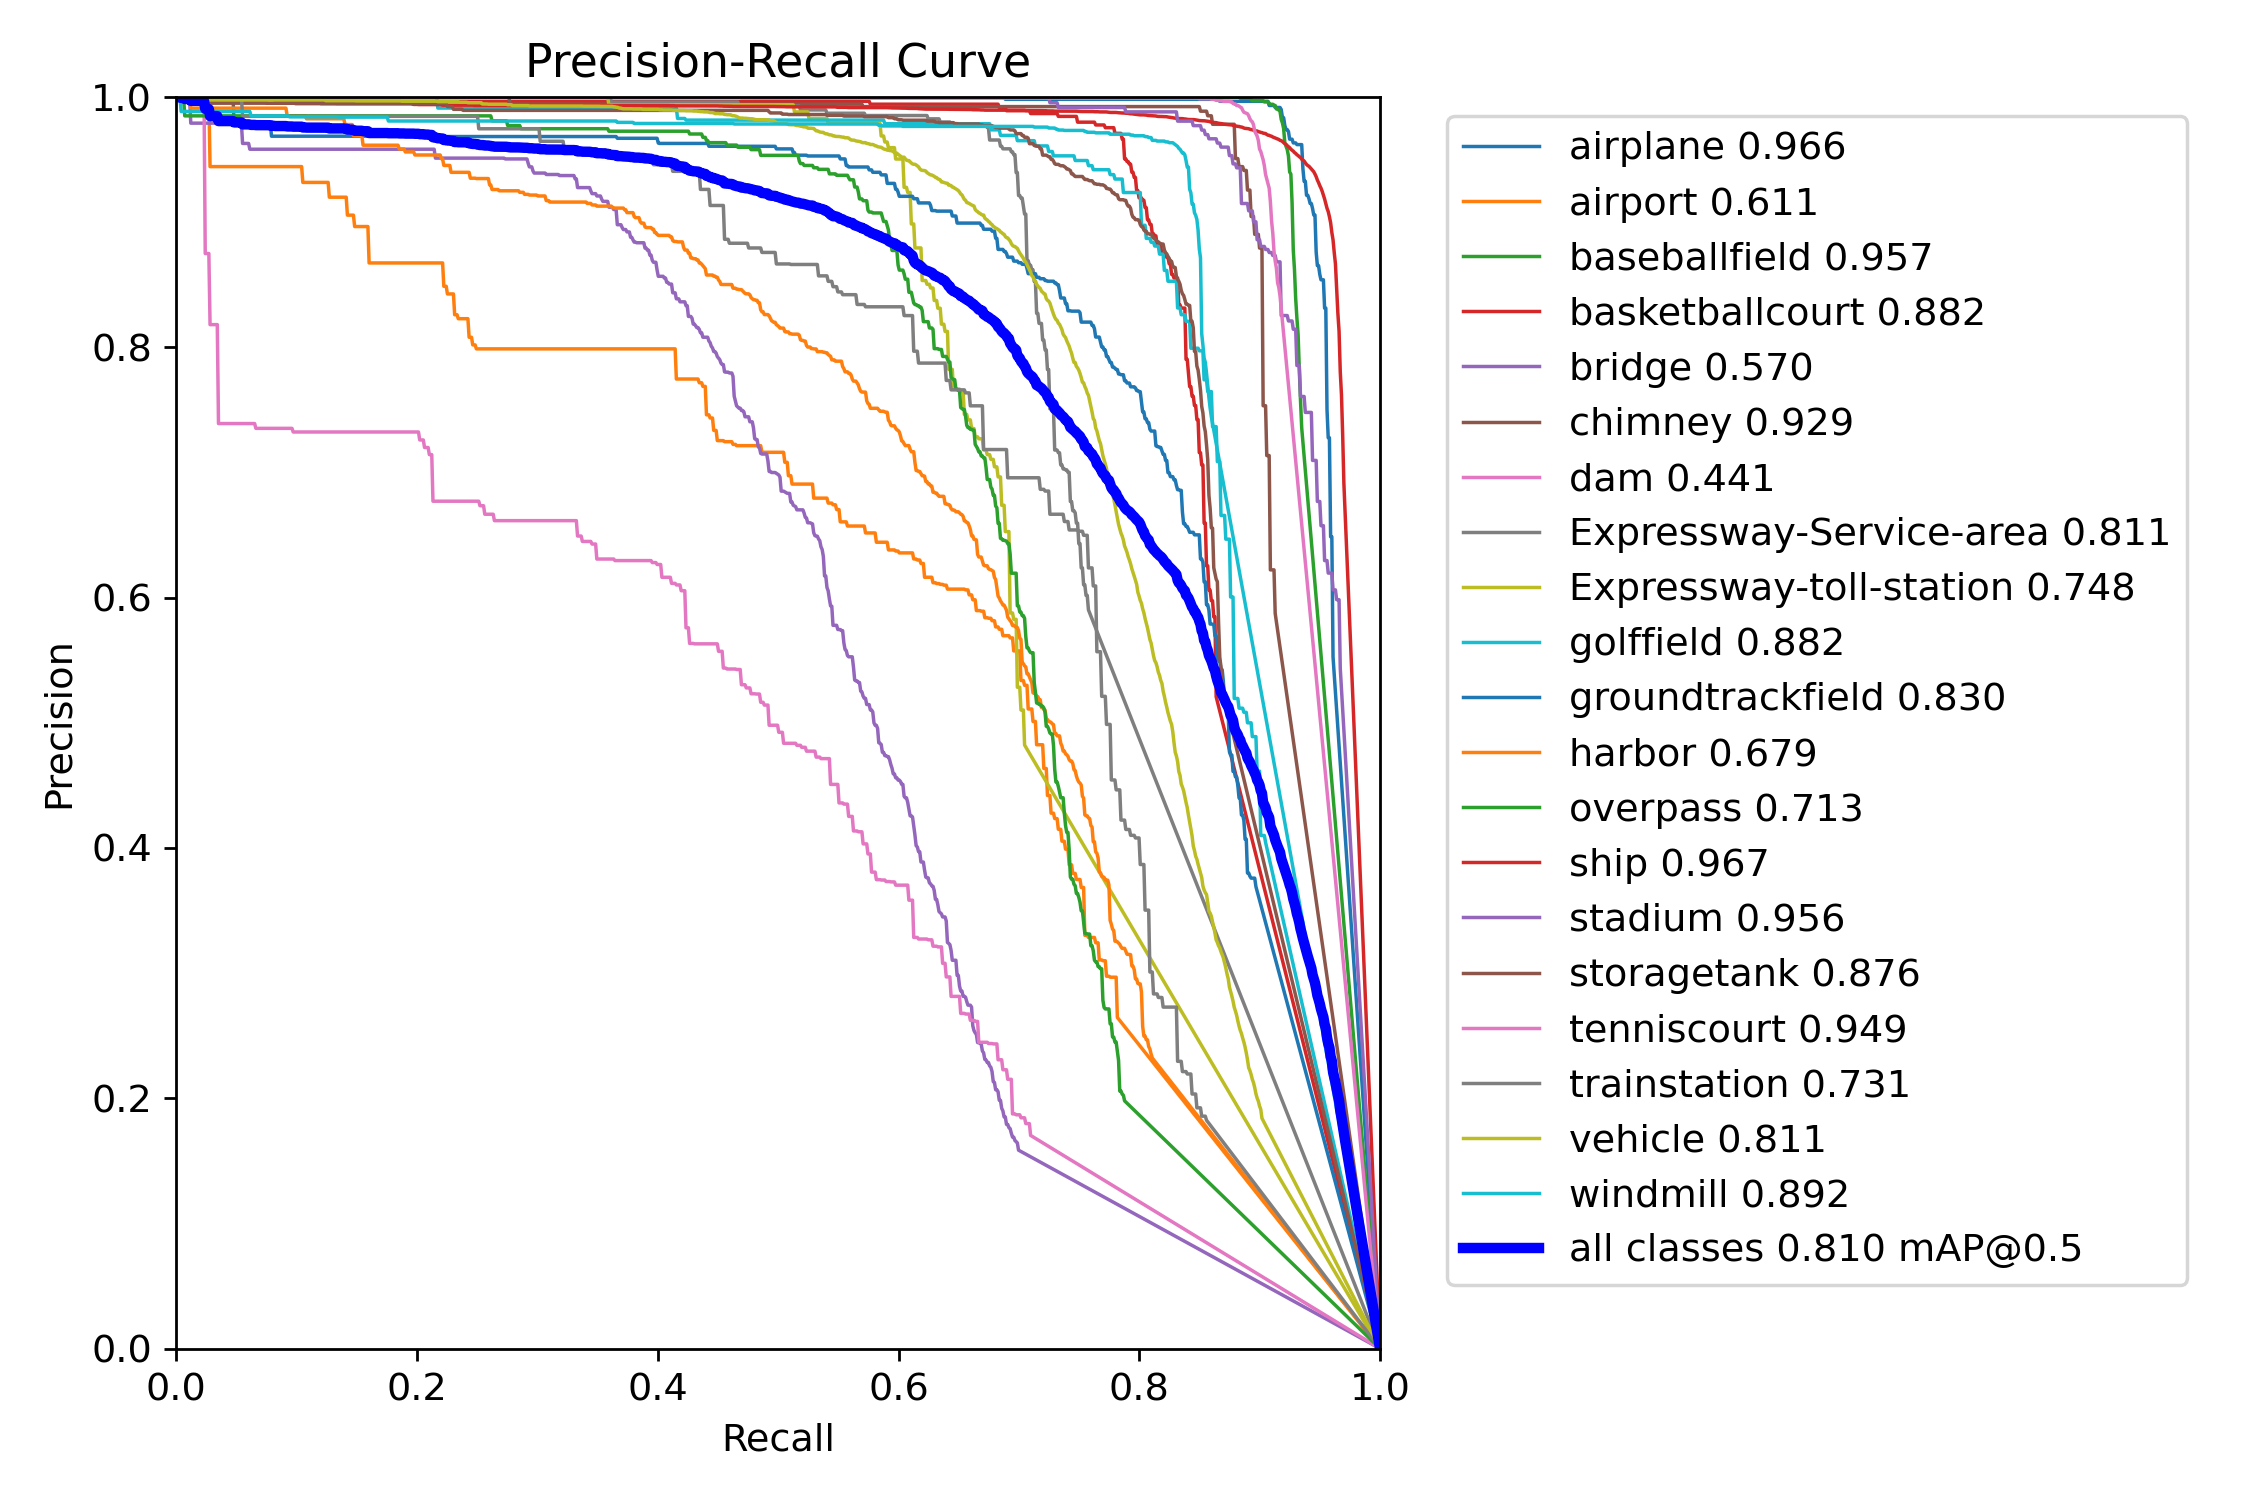 Precision-Recall Curve
1.0
0.8
0.6
0.4
0.2
0.0
Precision
0.0 0.2 0.4 0.6 0.8 1.0
Recall
airplane 0.966
airport 0.611
baseballfield 0.957
basketballcourt 0.882
bridge 0.570
chimney 0.929
dam 0.441
Expressway-Service-area 0.811
Expressway-toll-station 0.748
golffield 0.882
groundtrackfield 0.830
harbor 0.679
overpass 0.713
ship 0.967
stadium 0.956
storagetank 0.876
tenniscourt 0.949
trainstation 0.731
vehicle 0.811
windmill 0.892
all classes 0.810 mAP@0.5